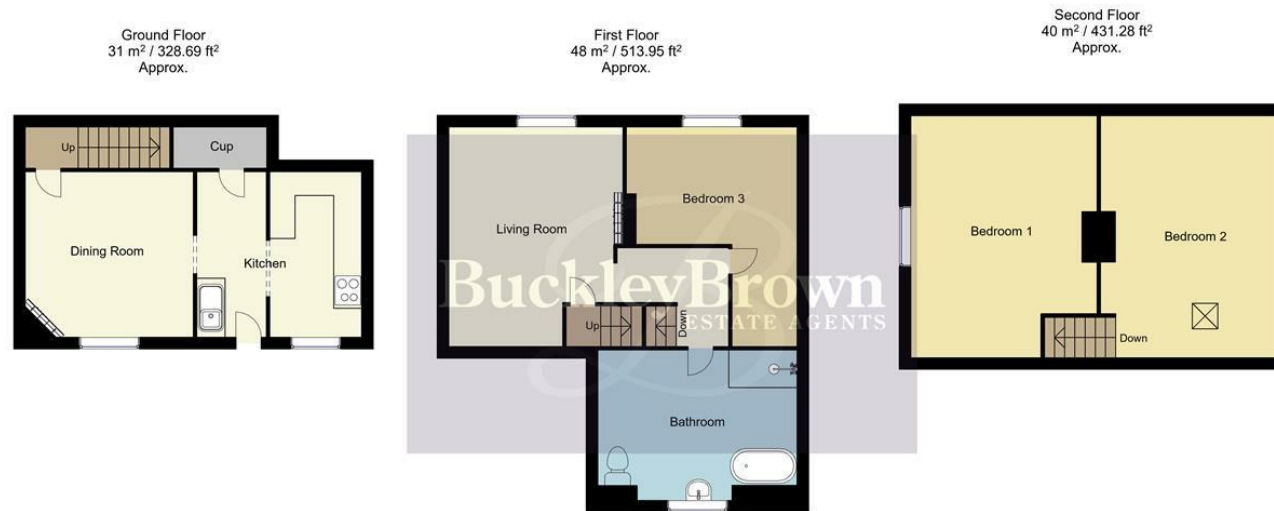 Ground Floor
31 m² / 328.69 ft²
Approx.
First Floor
48 m² / 513.95 ft²
Approx.
Second Floor
40 m² / 431.28 ft²
Approx.
Up
Cup
Dining Room
Kitchen
Living Room
Bedroom 3
BuckleyBrown
ESTATE AGENTS
Up
Down
Bathroom
Bedroom 1
Bedroom 2
Down